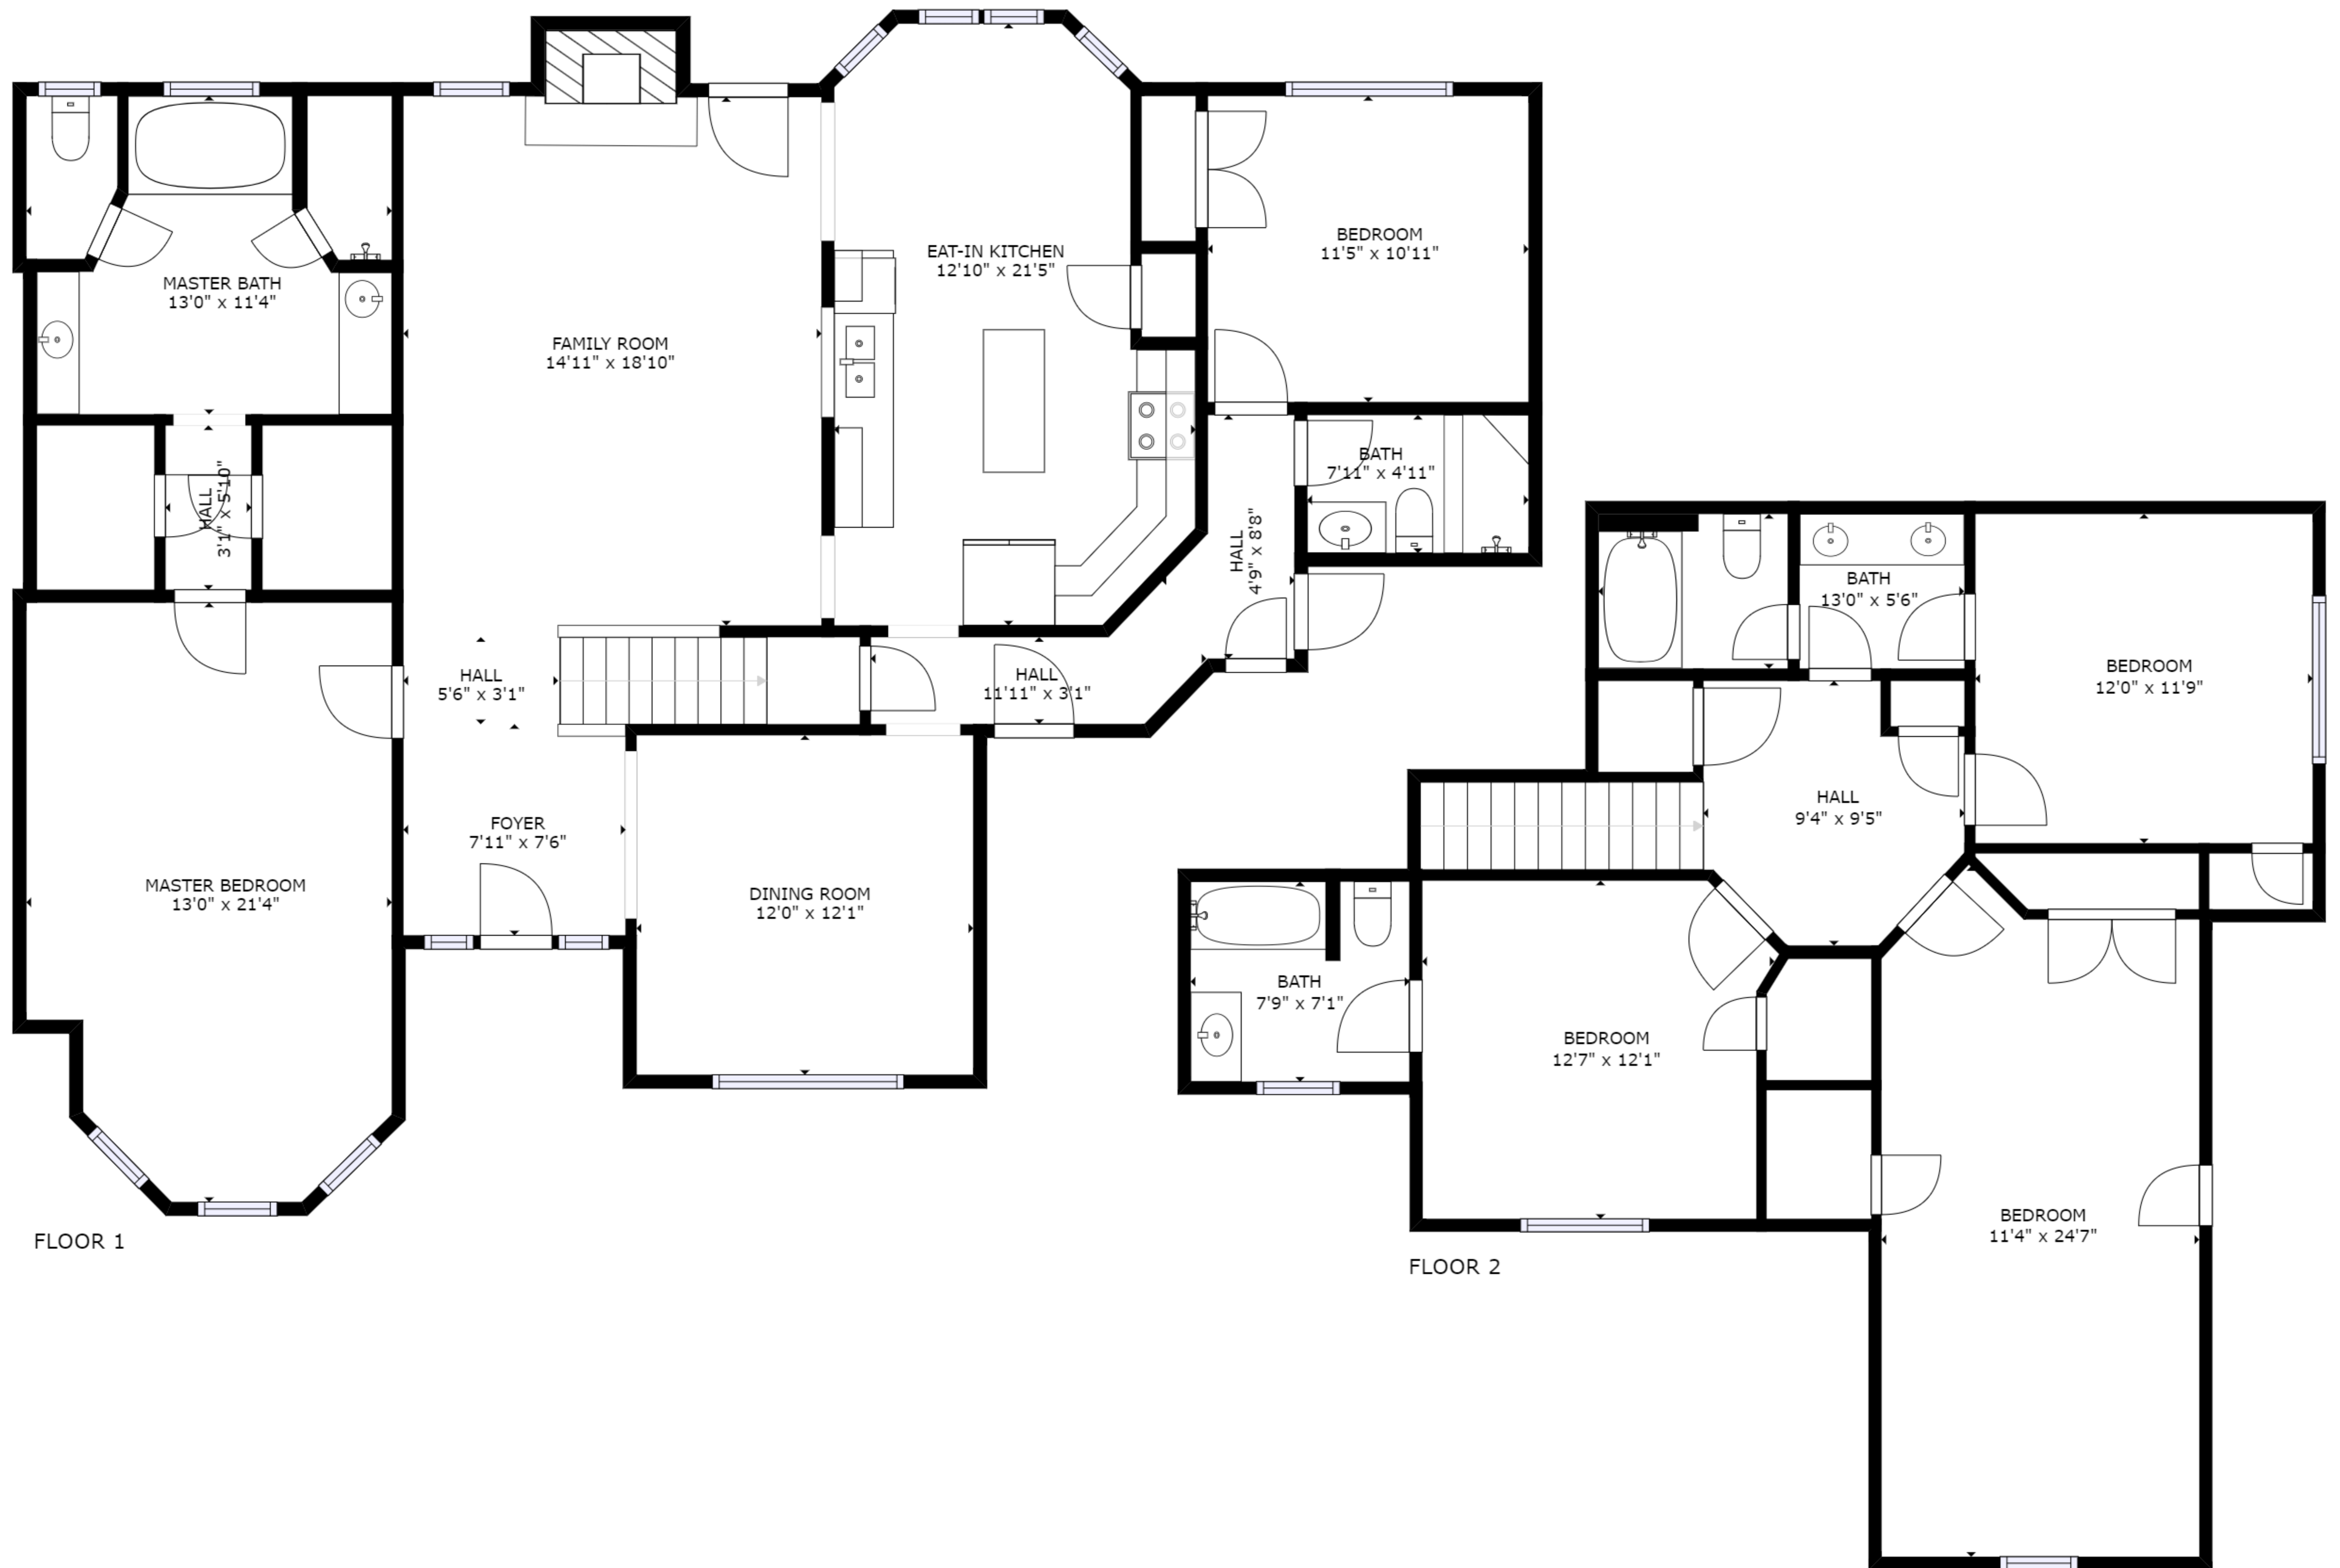 MASTER BATH
13'0" x 11'4"
HALL
3'1" x 5'10"
FAMILY ROOM
14'11" x 18'10"
EAT-IN KITCHEN
12'10" x 21'5"
BEDROOM
11'5" x 10'11"
BATH
7'11" x 4'11"
HALL
4'9" x 8'8"
HALL
5'6" x 3'1"
HALL
11'11" x 3'1"
FOYER
7'11" x 7'6"
MASTER BEDROOM
13'0" x 21'4"
DINING ROOM
12'0" x 12'1"
FLOOR 1
BATH
13'0" x 5'6"
BEDROOM
12'0" x 11'9"
HALL
9'4" x 9'5"
BATH
7'9" x 7'1"
BEDROOM
12'7" x 12'1"
BEDROOM
11'4" x 24'7"
FLOOR 2